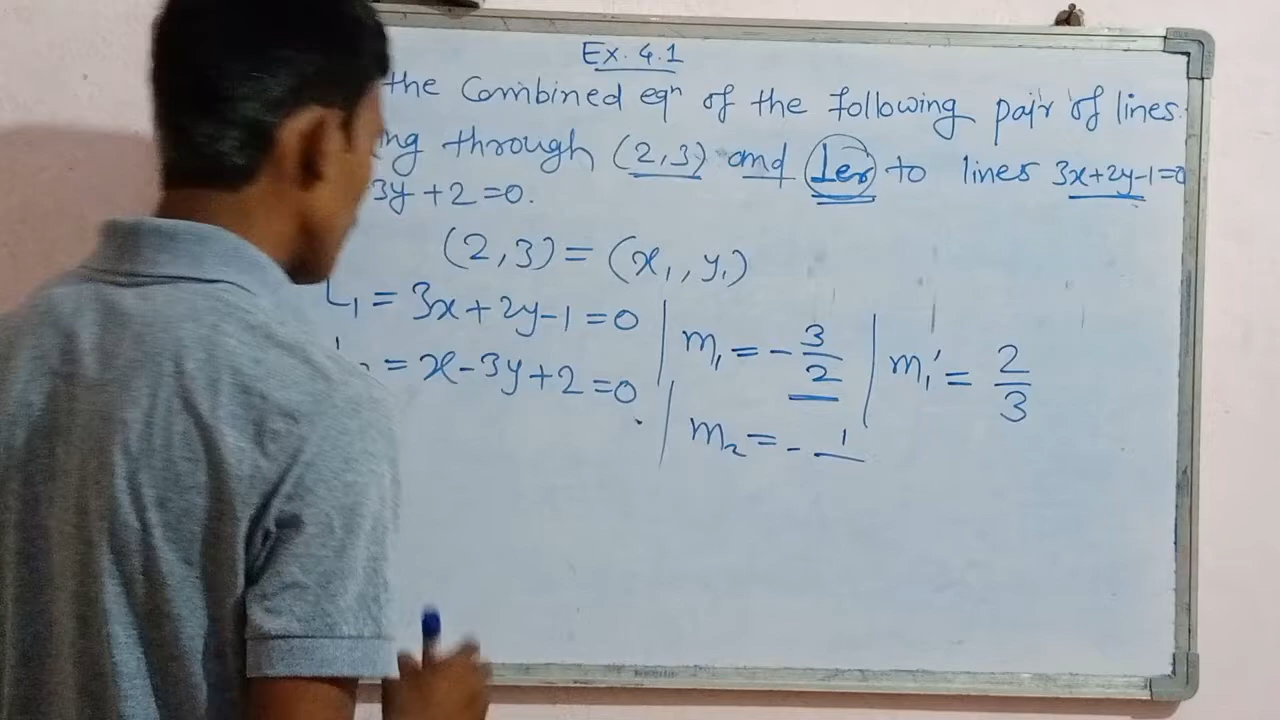 Ex. 4.1
the Combined eqⁿ of the following pair of lines.
ng through (2,3) and ⊥er to lines 3x+2y-1=0
3y+2=0.
(2,3) = (x₁, y₁)
L₁ = 3x+2y-1=0 | m₁ = -3/2 | m₁' = 2/3
= x-3y+2=0 | m₂ = - 1/